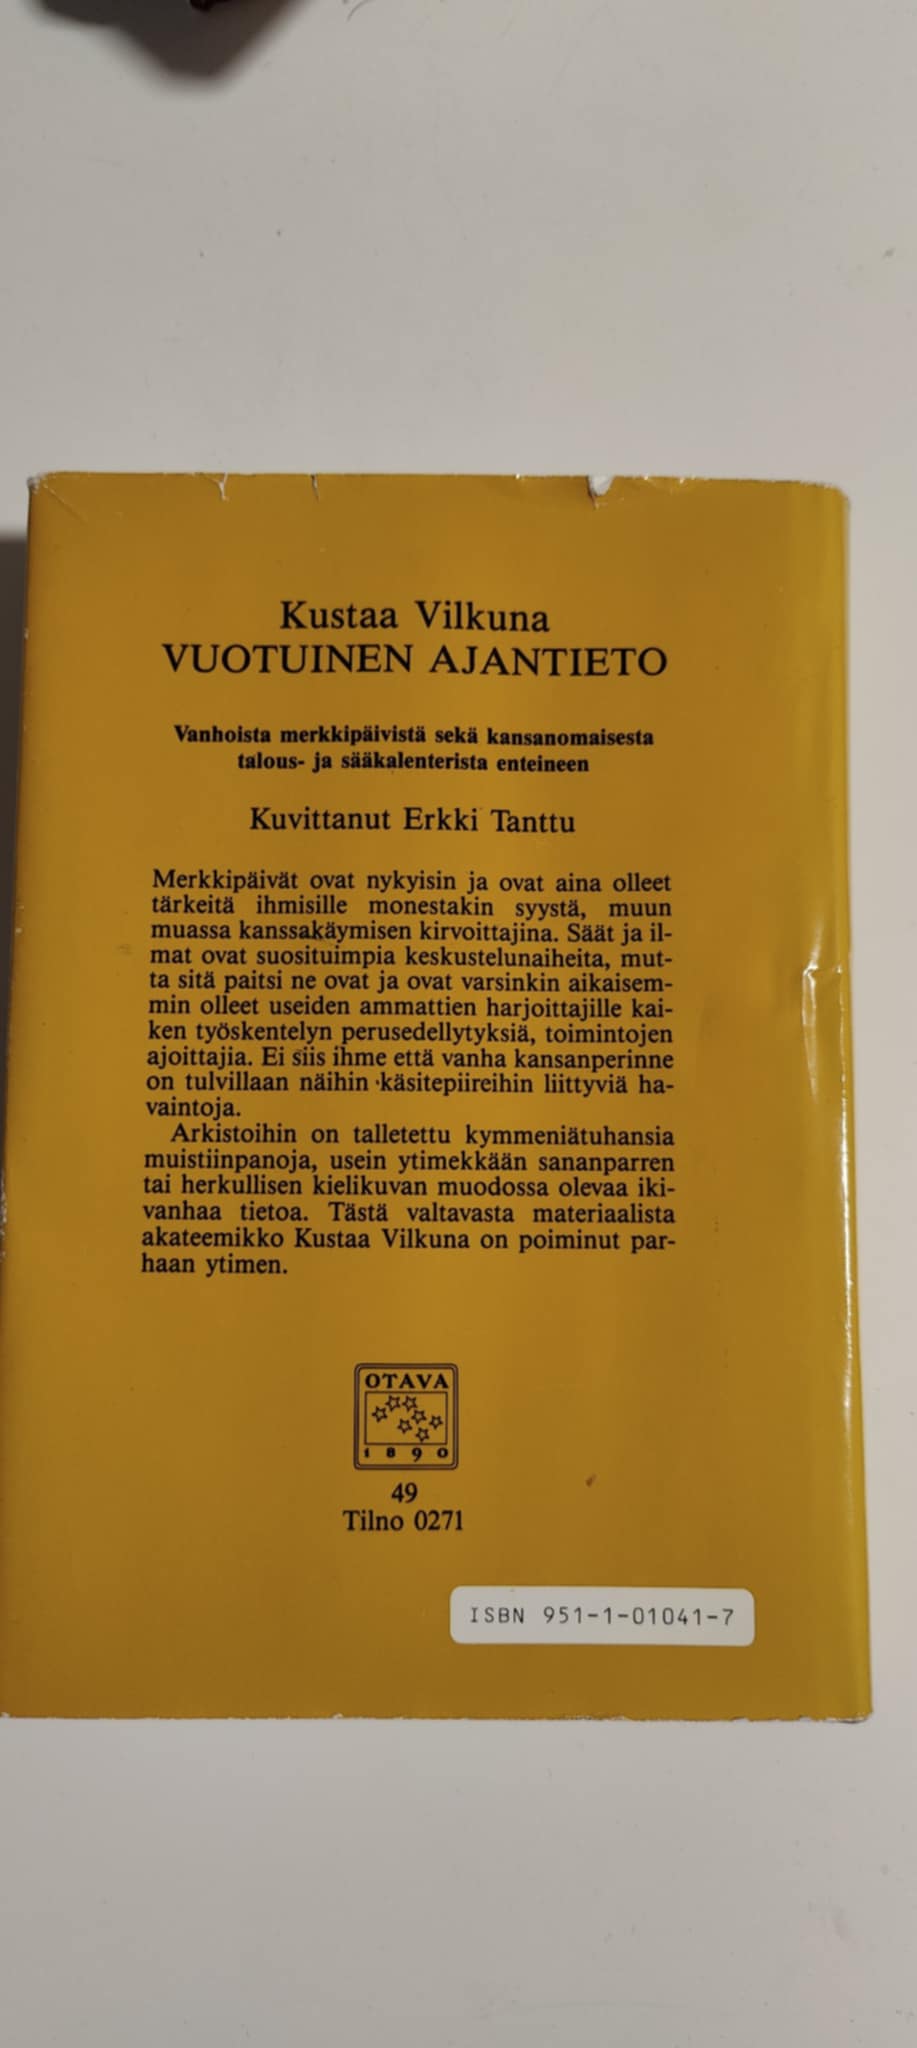 Kustaa Vilkuna
VUOTUINEN AJANTIETO
Vanhoista merkkipäivistä sekä kansanomaisesta
talous- ja sääkalenterista enteineen
Kuvittanut Erkki Tanttu
Merkkipäivät ovat nykyisin ja ovat aina olleet
tärkeitä ihmisille monestakin syystä, muun
muassa kanssakäymisen kirvoittajina. Säät ja il-
mat ovat suosituimpia keskustelunaiheita, mut-
ta sitä paitsi ne ovat ja ovat varsinkin aikaisem-
min olleet useiden ammattien harjoittajille kai-
ken työskentelyn perusedellytyksiä, toimintojen
ajoittajia. Ei siis ihme että vanha kansanperinne
on tulvillaan näihin käsitepiireihin liittyviä ha-
vaintoja.
Arkistoihin on talletettu kymmeniätuhansia
muistiinpanoja, usein ytimekkään sananparren
tai herkullisen kielikuvan muodossa olevaa iki-
vanhaa tietoa. Tästä valtavasta materiaalista
akateemikko Kustaa Vilkuna on poiminut par-
haan ytimen.
OTAVA
1890
49
Tilno 0271
ISBN 951-1-01041-7